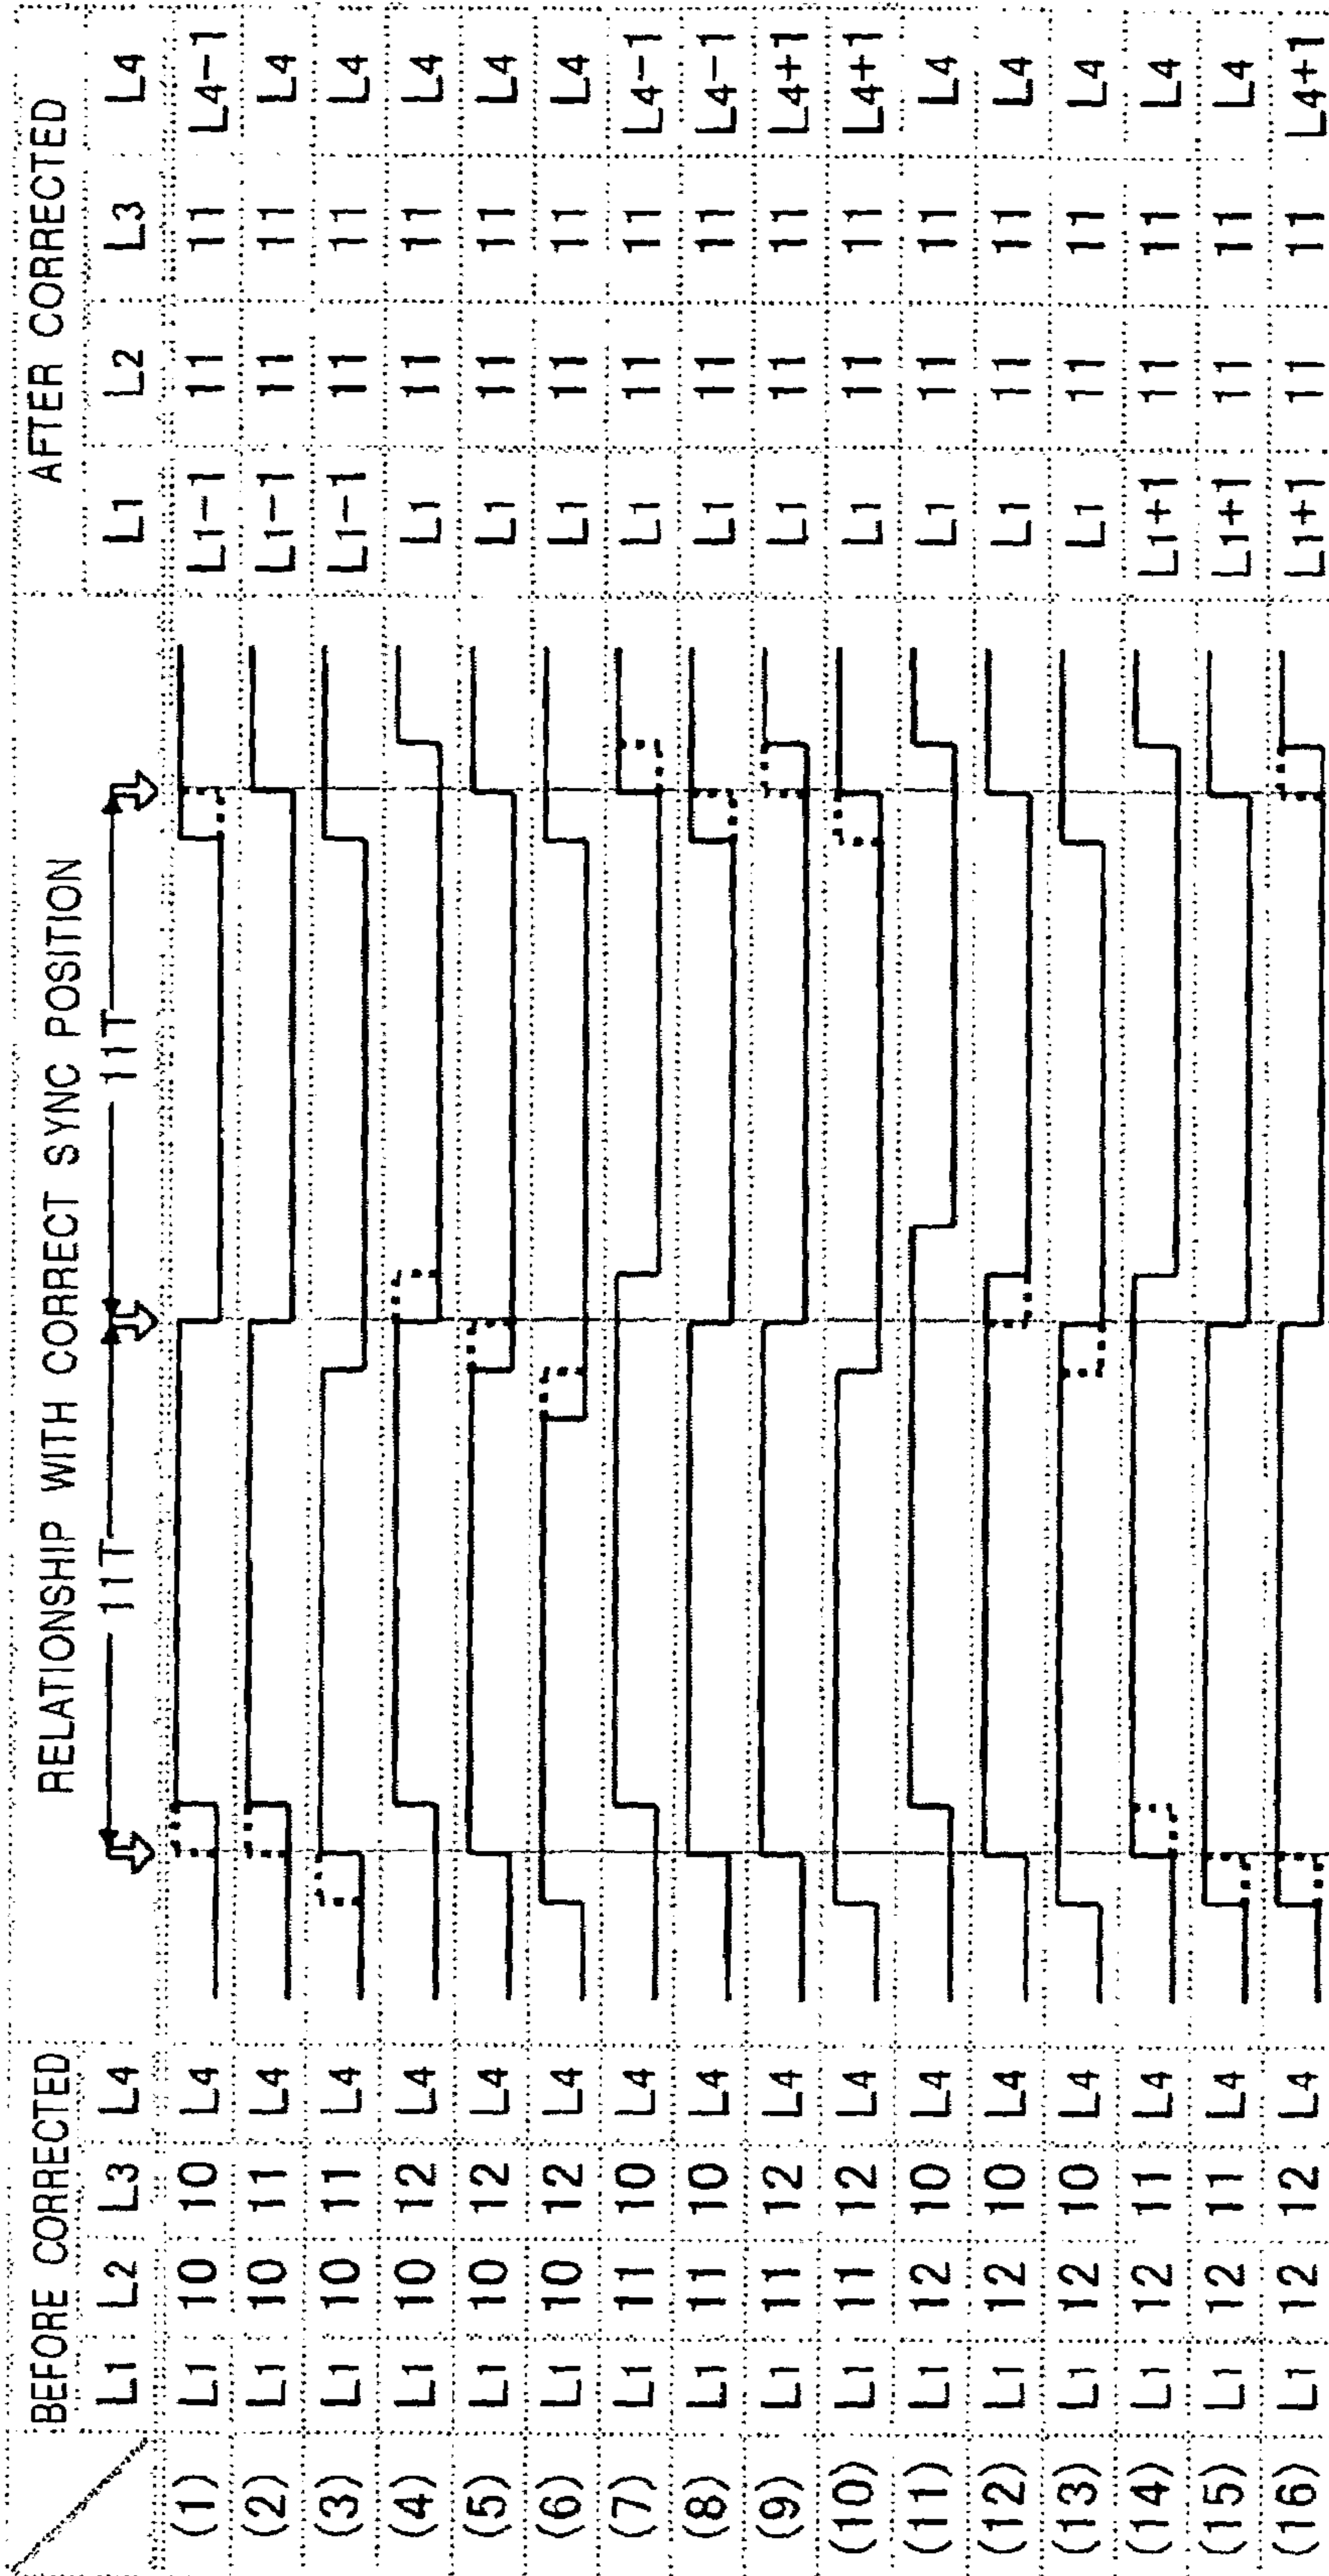 BEFORE CORRECTED RELATIONSHIP WITH CORRECT SYNC POSITION AFTER CORRECTED
L1 L2 L3 L4 11T 11T L1 L2 L3 L4
(1) L1 10 10 L4 L1-1 11 11 L4-1
(2) L1 10 11 L4 L1-1 11 11 L4
(3) L1 10 11 L4 L1-1 11 11 L4
(4) L1 10 12 L4 L1 11 11 L4
(5) L1 10 12 L4 L1 11 11 L4
(6) L1 10 12 L4 L1 11 11 L4
(7) L1 11 10 L4 L1 11 11 L4-1
(8) L1 11 10 L4 L1 11 11 L4-1
(9) L1 11 12 L4 L1 11 11 L4+1
(10) L1 11 12 L4 L1 11 11 L4+1
(11) L1 12 10 L4 L1 11 11 L4
(12) L1 12 10 L4 L1 11 11 L4
(13) L1 12 10 L4 L1 11 11 L4
(14) L1 12 11 L4 L1+1 11 11 L4
(15) L1 12 11 L4 L1+1 11 11 L4
(16) L1 12 12 L4 L1+1 11 11 L4+1